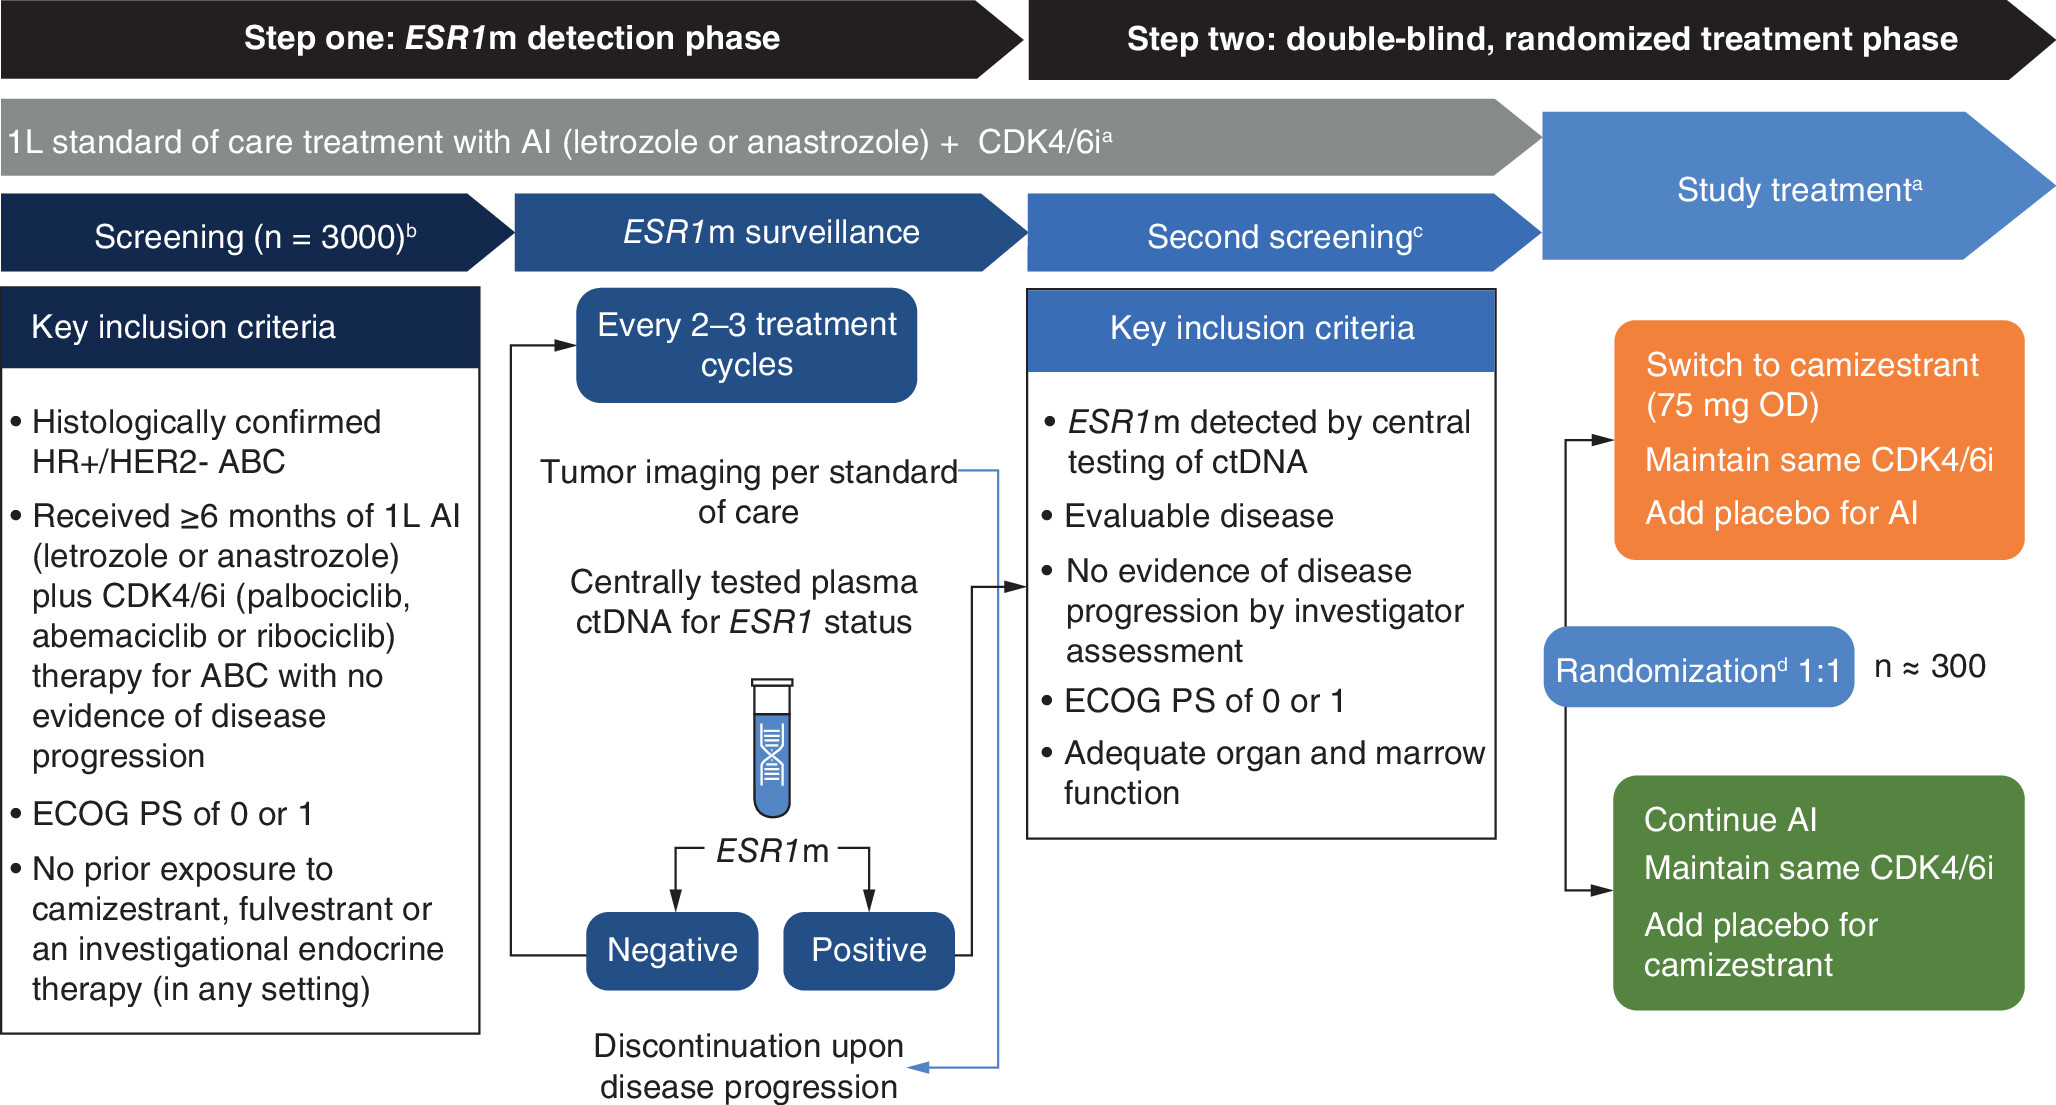 Step one: ESR1m detection phase
Step two: double-blind, randomized treatment phase
1L standard of care treatment with AI (letrozole or anastrozole) + CDK4/6iᵃ
Study treatmentᵃ
Screening (n = 3000)ᵇ
ESR1m surveillance
Second screeningᶜ
Key inclusion criteria
• Histologically confirmed
HR+/HER2- ABC
• Received ≥6 months of 1L AI
(letrozole or anastrozole)
plus CDK4/6i (palbociclib,
abemaciclib or ribociclib)
therapy for ABC with no
evidence of disease
progression
• ECOG PS of 0 or 1
• No prior exposure to
camizestrant, fulvestrant or
an investigational endocrine
therapy (in any setting)
Every 2–3 treatment
cycles
Tumor imaging per standard
of care
Centrally tested plasma
ctDNA for ESR1 status
ESR1m
Negative
Positive
Discontinuation upon
disease progression
Key inclusion criteria
• ESR1m detected by central
testing of ctDNA
• Evaluable disease
• No evidence of disease
progression by investigator
assessment
• ECOG PS of 0 or 1
• Adequate organ and marrow
function
Switch to camizestrant
(75 mg OD)
Maintain same CDK4/6i
Add placebo for AI
Randomizationᵈ 1:1
n ≈ 300
Continue AI
Maintain same CDK4/6i
Add placebo for
camizestrant